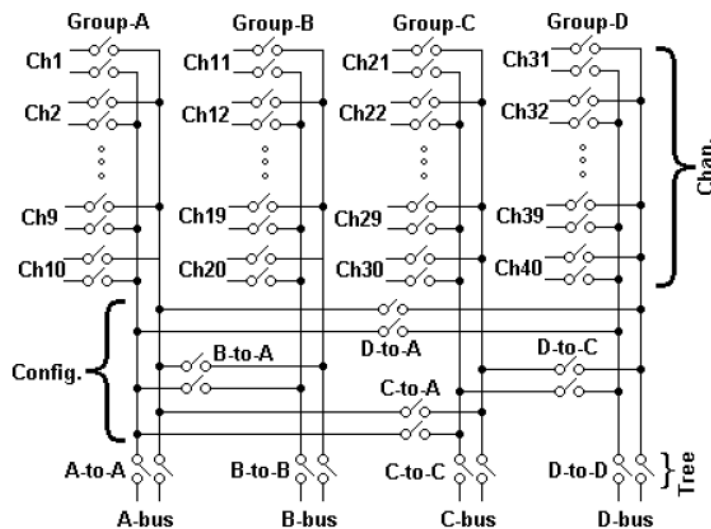 Group-A Group-B Group-C Group-D
Ch1 Ch11 Ch21 Ch31
Ch2 Ch12 Ch22 Ch32
Chan.
Ch9 Ch19 Ch29 Ch39
Ch10 Ch20 Ch30 Ch40
D-to-A
B-to-A D-to-C
Config.
C-to-A
A-to-A B-to-B C-to-C D-to-D Tree
A-bus B-bus C-bus D-bus